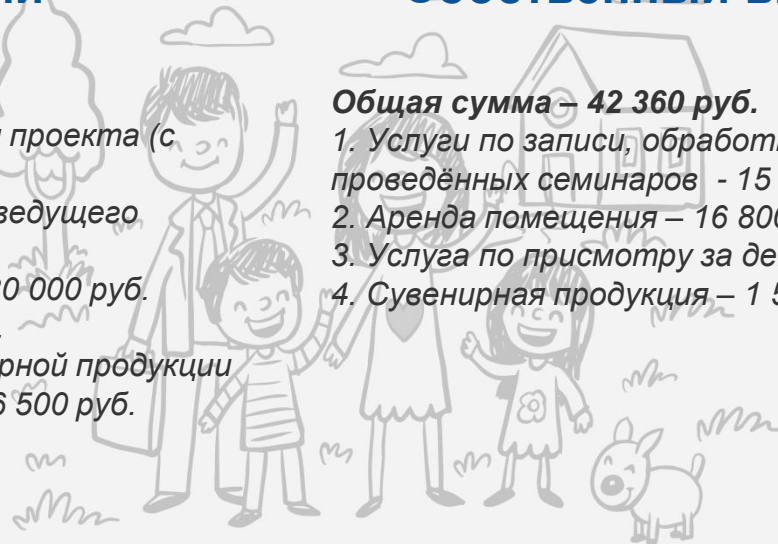 Общая сумма – 42 360 руб.
1. Услуги по записи, обработ
проведённых семинаров - 15
2. Аренда помещения – 16 800
3. Услуга по присмотру за де
4. Сувенирная продукция – 1 5
проекта (с
ведущего
0 000 руб.
рной продукции
6 500 руб.